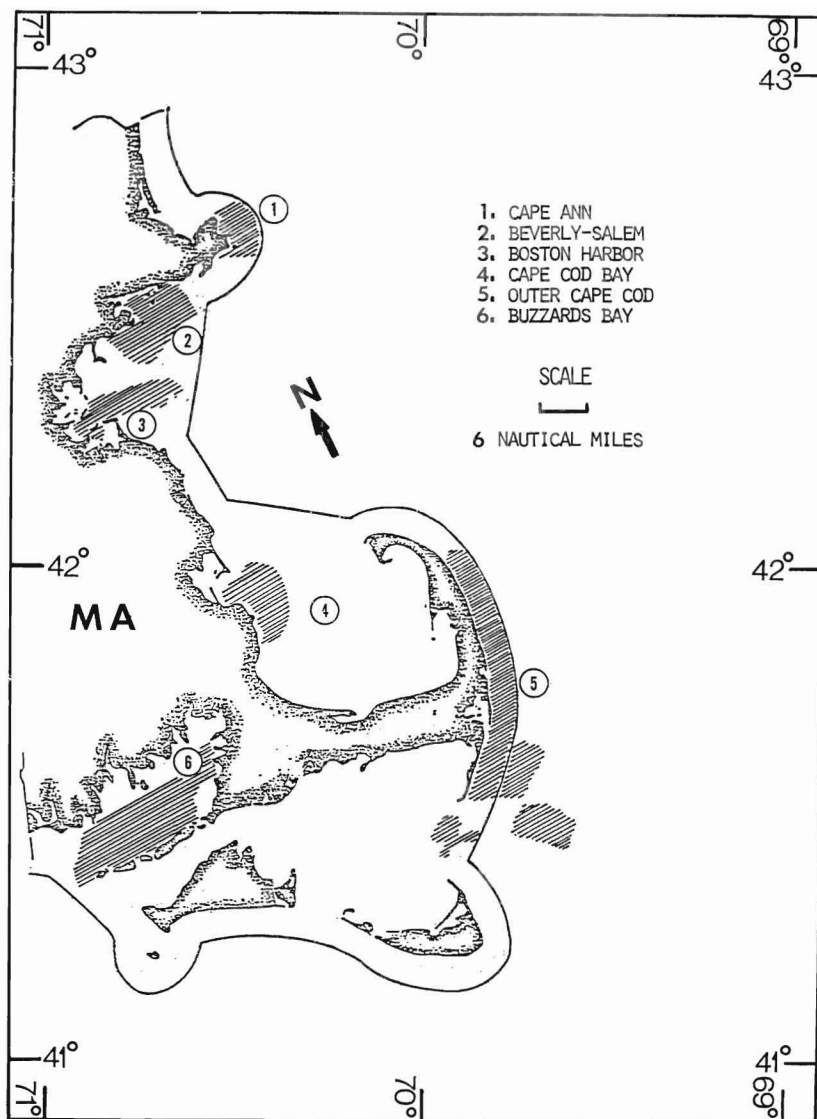 71°
70°
69°
43°
43°
1
1. CAPE ANN
2. BEVERLY-SALEM
3. BOSTON HARBOR
4. CAPE COD BAY
5. OUTER CAPE COD
6. BUZZARDS BAY
2
SCALE
N
3
6 NAUTICAL MILES
42°
42°
MA
4
5
6
41°
41°
71°
70°
69°